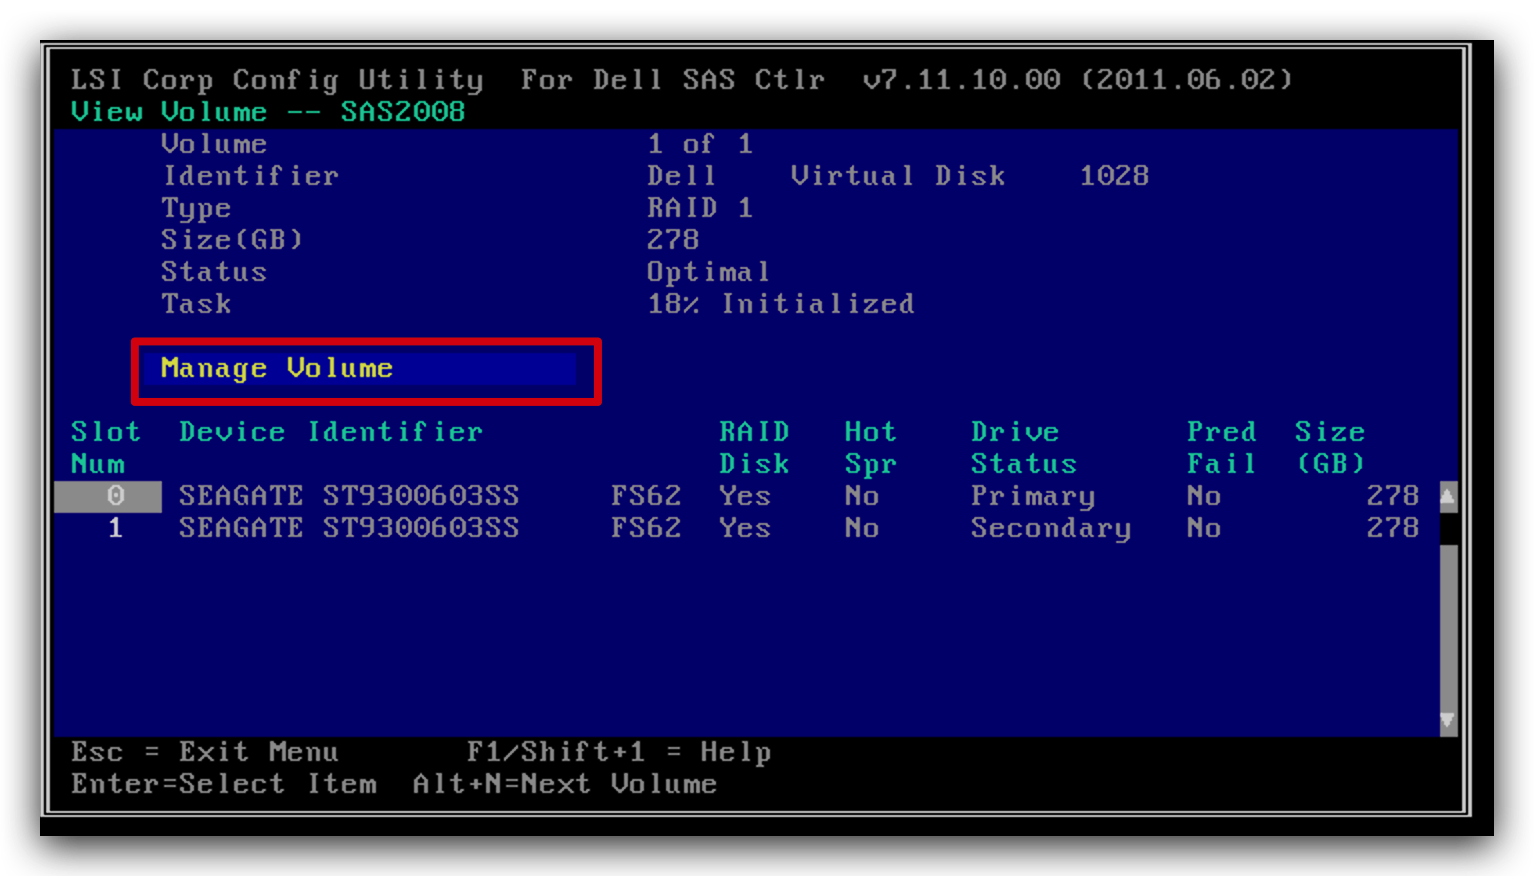 LSI Corp Config Utility  For Dell SAS Ctlr  v7.11.10.00 (2011.06.02)
View Volume -- SAS2008
Volume 1 of 1
Identifier Dell    Virtual Disk    1028
Type RAID 1
Size(GB) 278
Status Optimal
Task 18% Initialized
Manage Volume
Slot Device Identifier RAID Hot Drive Pred Size
Num Disk Spr Status Fail (GB)
0 SEAGATE ST9300603SS FS62 Yes No Primary No 278
1 SEAGATE ST9300603SS FS62 Yes No Secondary No 278
Esc = Exit Menu F1/Shift+1 = Help
Enter=Select Item Alt+N=Next Volume